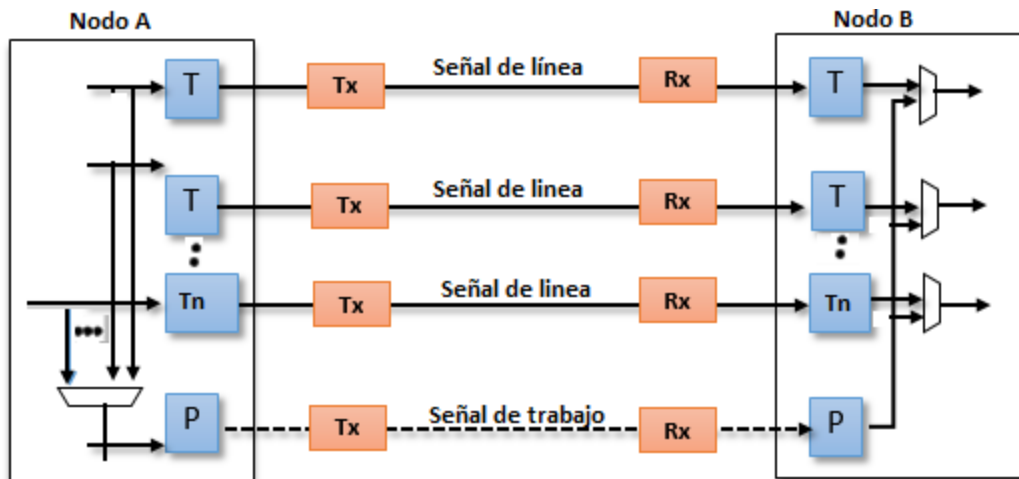 Nodo A
Nodo B
T
Tx
Señal de línea
Rx
T
T
Tx
Señal de linea
Rx
T
Tn
Tx
Señal de linea
Rx
Tn
P
Tx
Señal de trabajo
Rx
P